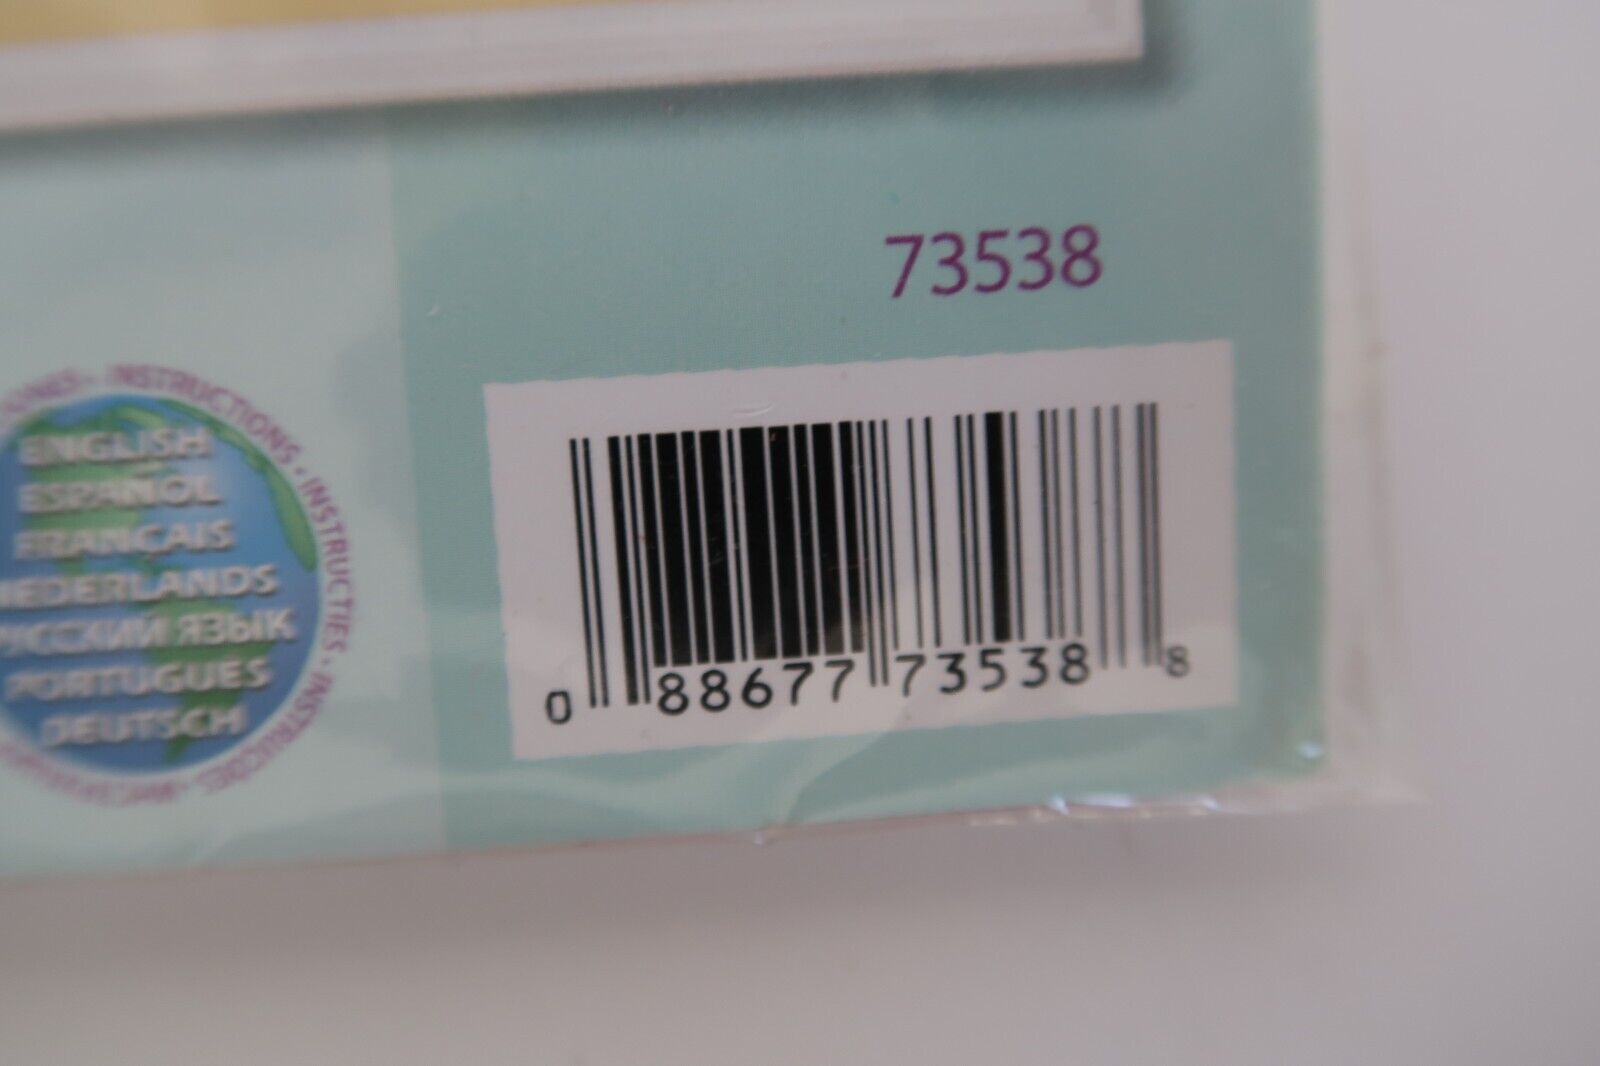 73538
INSTRUCTIONS • INSTRUCTIES •
ENGLISH
ESPAÑOL
FRANÇAIS
NEDERLANDS
РУССКИЙ ЯЗЫК
PORTUGUES
DEUTSCH
0 88677 73538 8